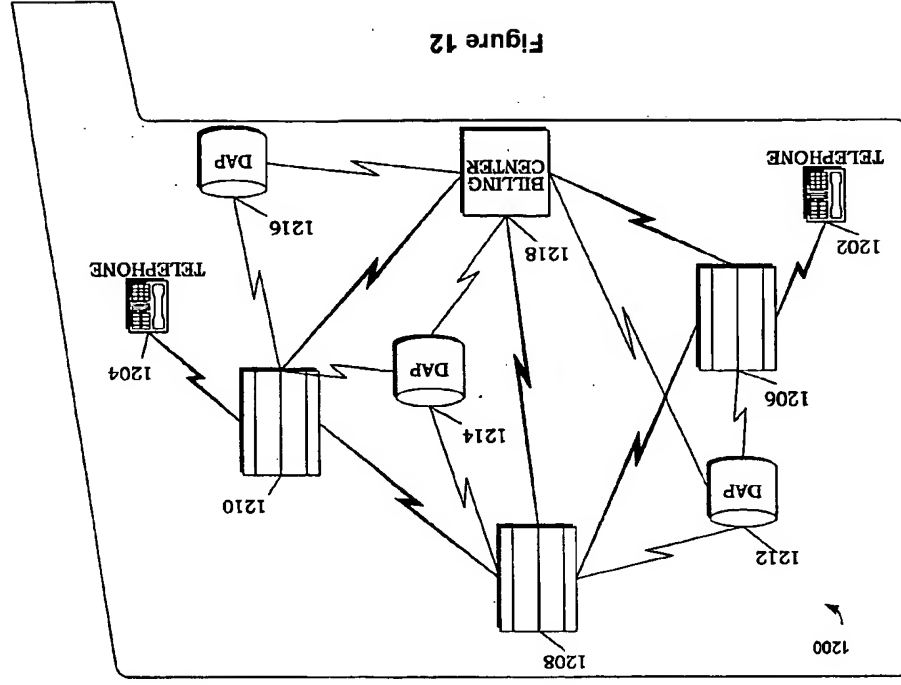 1208
1200
1212
1210
DAP
1214
1206
1204
DAP
TELEPHONE
1218
1202
1216
BILLING
CENTER
TELEPHONE
DAP
Figure 12